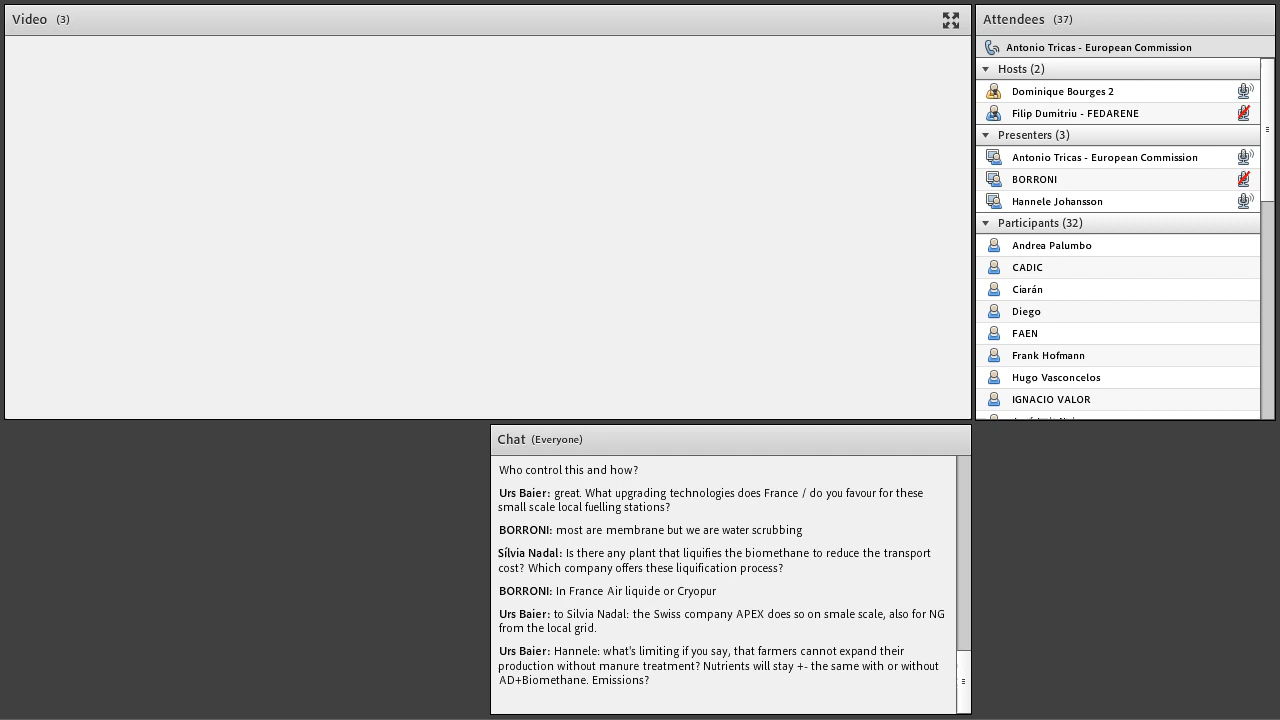 Video (3)
Attendees (37)
Antonio Tricas - European Commission
Hosts (2)
Dominique Bourges 2
Filip Dumitriu - FEDARENE
Presenters (3)
Antonio Tricas - European Commission
BORRONI
Hannele Johansson
Participants (32)
Andrea Palumbo
CADIC
Ciarán
Diego
FAEN
Frank Hofmann
Hugo Vasconcelos
IGNACIO VALOR
Chat (Everyone)
Who control this and how?
Urs Baier: great. What upgrading technologies does France / do you favour for these
small scale local fuelling stations?
BORRONI: most are membrane but we are water scrubbing
Sílvia Nadal: Is there any plant that liquifies the biomethane to reduce the transport
cost? Which company offers these liquification process?
BORRONI: In France Air liquide or Cryopur
Urs Baier: to Silvia Nadal: the Swiss company APEX does so on smale scale, also for NG
from the local grid.
Urs Baier: Hannele: what's limiting if you say, that farmers cannot expand their
production without manure treatment? Nutrients will stay +- the same with or without
AD+Biomethane. Emissions?